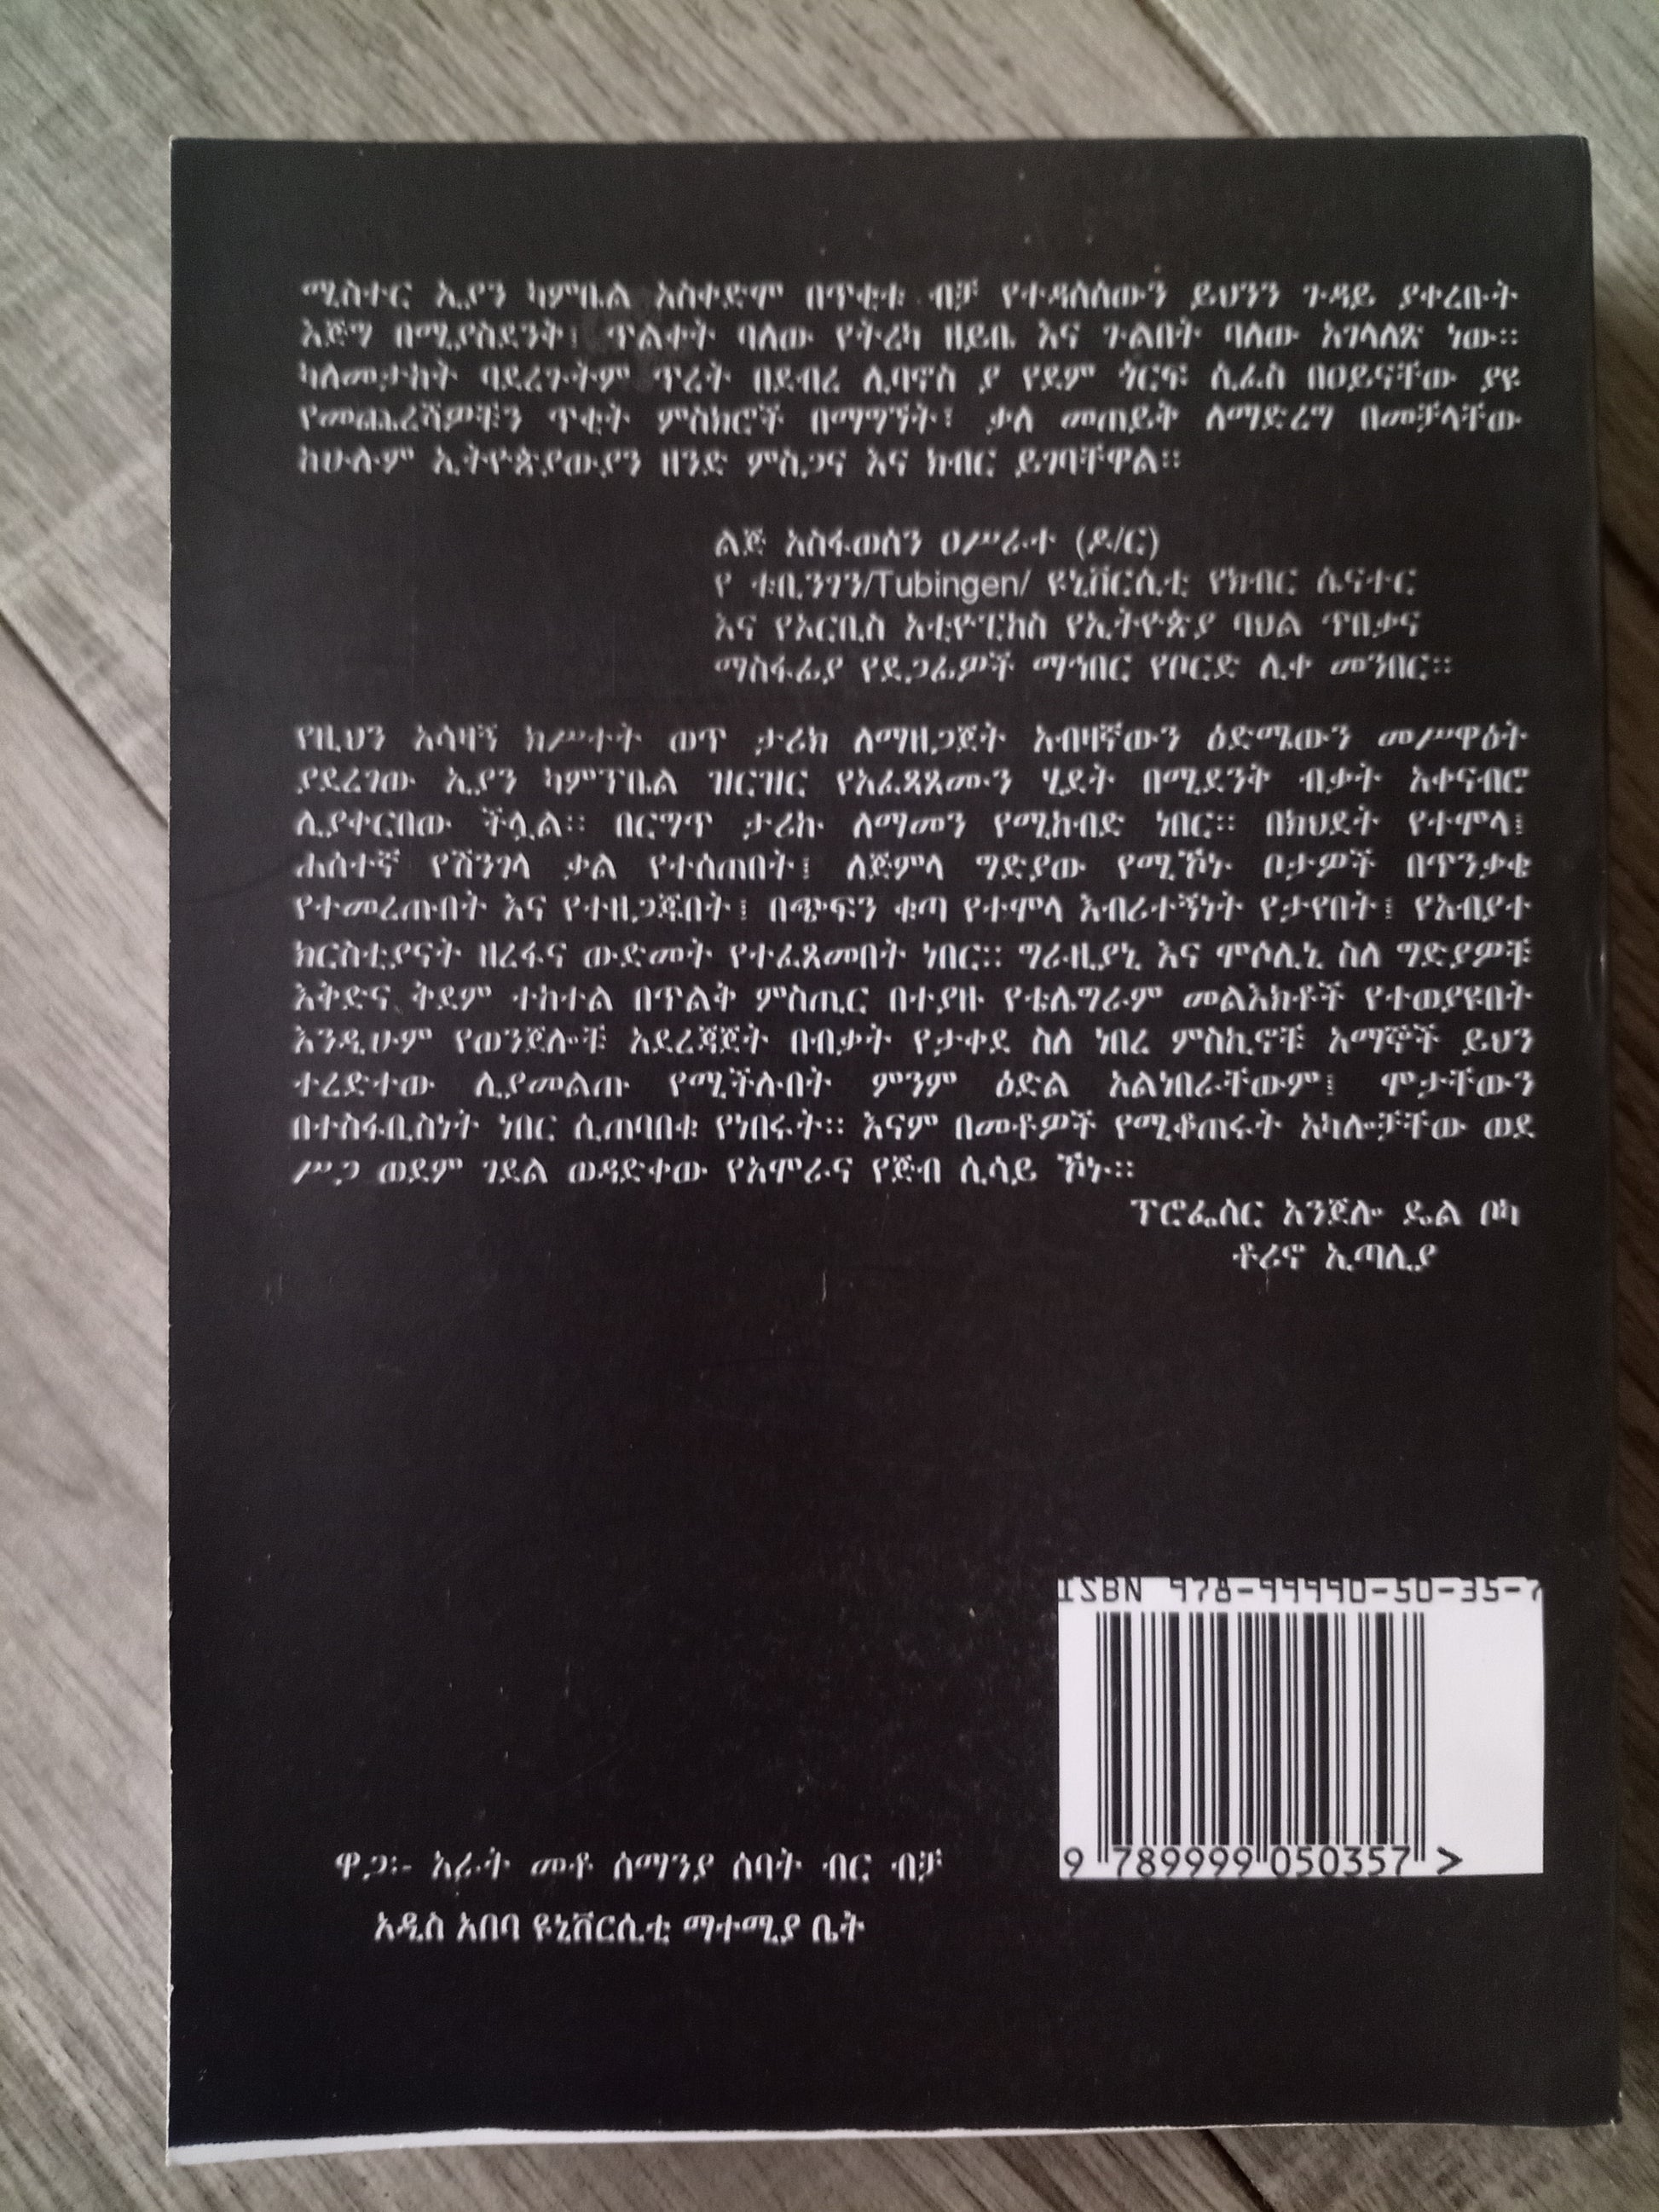 ሚስተር ኢያን ካምቤል አስቀድሞ በጥቂቱ ብቻ የተዳሰሰውን ይህንን ጉዳይ ያቀረቡት
እጅግ በሚያስደንቅ፣ ጥልቀት ባለው የትረካ ዘይቤ እና ጉልበት ባለው አገላለጽ ነው።
ካለመታከት ባደረጉትም ጥረት በደብረ ሊባኖስ ያ የደም ጎርፍ ሲፈስ በዐይናቸው ያዩ
የመጨረሻዎቹን ጥቂት ምስክሮች በማግኘት፣ ቃለ መጠይቅ ለማድረግ በመቻላቸው
ከሁሉም ኢትዮጵያውያን ዘንድ ምስጋና እና ክብር ይገባቸዋል።
ልጅ አስፋወሰን ዐሥራተ (ዶ/ር)
የ ቱቢንገን/Tubingen/ ዩኒቨርሲቲ የክብር ሴናተር
እና የኦርቢስ አቲዮፒከስ የኢትዮጵያ ባህል ጥበቃና
ማስፋፊያ የደጋፊዎች ማኅበር የቦርድ ሊቀ መንበር።
የዚህን አሳዛኝ ክሥተት ወጥ ታሪክ ለማዘጋጀት አብዛኛውን ዕድሜውን መሥዋዕት
ያደረገው ኢያን ካምፕቤል ዝርዝር የአፈጻጸሙን ሂደት በሚደንቅ ብቃት አቀናብሮ
ሊያቀርበው ችሏል። በርግጥ ታሪኩ ለማመን የሚከብድ ነበር። በክህደት የተሞላ፤
ሐሰተኛ የሽንገላ ቃል የተሰጠበት፤ ለጅምላ ግድያው የሚኾኑ ቦታዎች በጥንቃቄ
የተመረጡበት እና የተዘጋጁበት፤ በጭፍን ቁጣ የተሞላ እብሪተኝነት የታየበት፤ የአብያተ
ክርስቲያናት ዘረፋና ውድመት የተፈጸመበት ነበር። ግራዚያኒ እና ሞሶሊኒ ስለ ግድያዎቹ
እቅድና ቅደም ተከተል በጥልቅ ምስጢር በተያዙ የቴሌግራም መልእክቶች የተወያዩበት
እንዲሁም የወንጀሎቹ አደረጃጀት በብቃት የታቀደ ስለ ነበረ ምስኪኖቹ አማኞች ይህን
ተረድተው ሊያመልጡ የሚችሉበት ምንም ዕድል አልነበራቸውም፤ ሞታቸውን
በተስፋቢስነት ነበር ሲጠባበቁ የነበሩት። እናም በመቶዎች የሚቆጠሩት አካሎቻቸው ወደ
ሥጋ ወደም ገደል ወዳድቀው የአሞራና የጅብ ሲሳይ ኾኑ።
ፕሮፌሰር አንጀሎ ዴል ቦካ
ቶሪኖ ኢጣሊያ
ISBN 978-99990-50-35-7
9 789999 050357 >
ዋጋ፡- አራት መቶ ሰማንያ ሰባት ብር ብቻ
አዲስ አበባ ዩኒቨርሲቲ ማተሚያ ቤት